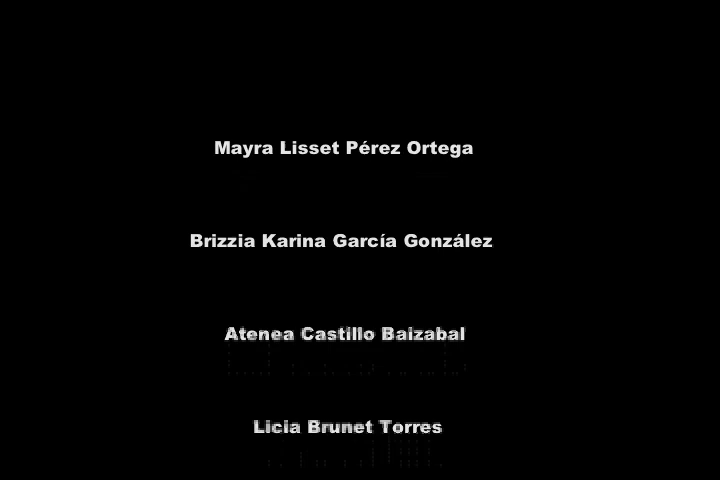 Mayra Lisset Pérez Ortega
Brizzia Karina García González
Atenea Castillo Baizabal
Licia Brunet Torres